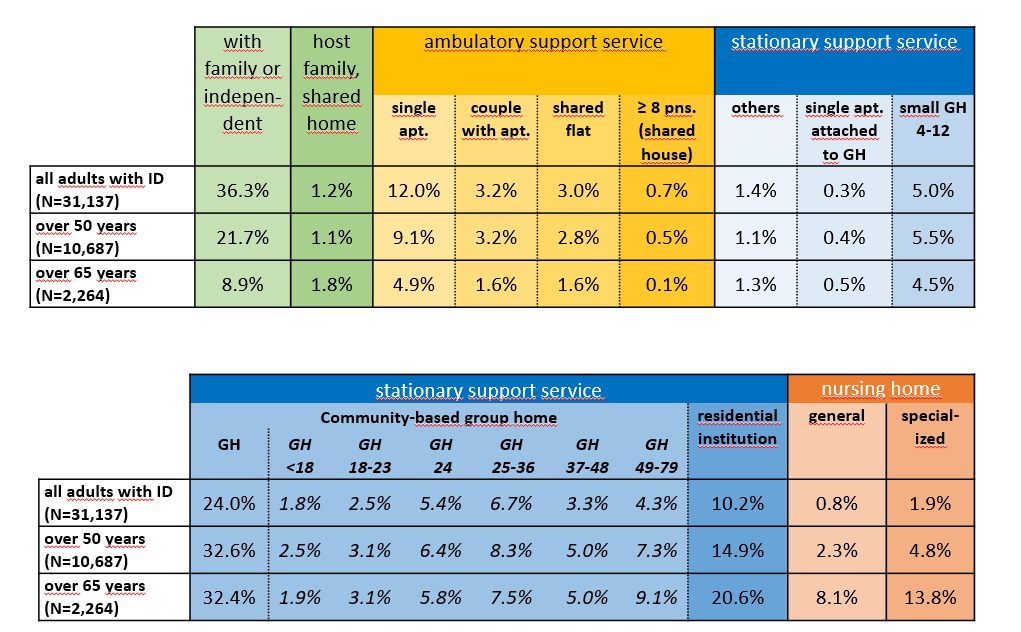 with family or indepen-dent | host family, shared home | ambulatory support service | stationary support service
single apt. | couple with apt. | shared flat | ≥ 8 pns. (shared house) | others | single apt. attached to GH | small GH 4-12
all adults with ID (N=31,137) | 36.3% | 1.2% | 12.0% | 3.2% | 3.0% | 0.7% | 1.4% | 0.3% | 5.0%
over 50 years (N=10,687) | 21.7% | 1.1% | 9.1% | 3.2% | 2.8% | 0.5% | 1.1% | 0.4% | 5.5%
over 65 years (N=2,264) | 8.9% | 1.8% | 4.9% | 1.6% | 1.6% | 0.1% | 1.3% | 0.5% | 4.5%
stationary support service | nursing home
Community-based group home | residential institution | general | special-ized
GH | GH <18 | GH 18-23 | GH 24 | GH 25-36 | GH 37-48 | GH 49-79
all adults with ID (N=31,137) | 24.0% | 1.8% | 2.5% | 5.4% | 6.7% | 3.3% | 4.3% | 10.2% | 0.8% | 1.9%
over 50 years (N=10,687) | 32.6% | 2.5% | 3.1% | 6.4% | 8.3% | 5.0% | 7.3% | 14.9% | 2.3% | 4.8%
over 65 years (N=2,264) | 32.4% | 1.9% | 3.1% | 5.8% | 7.5% | 5.0% | 9.1% | 20.6% | 8.1% | 13.8%